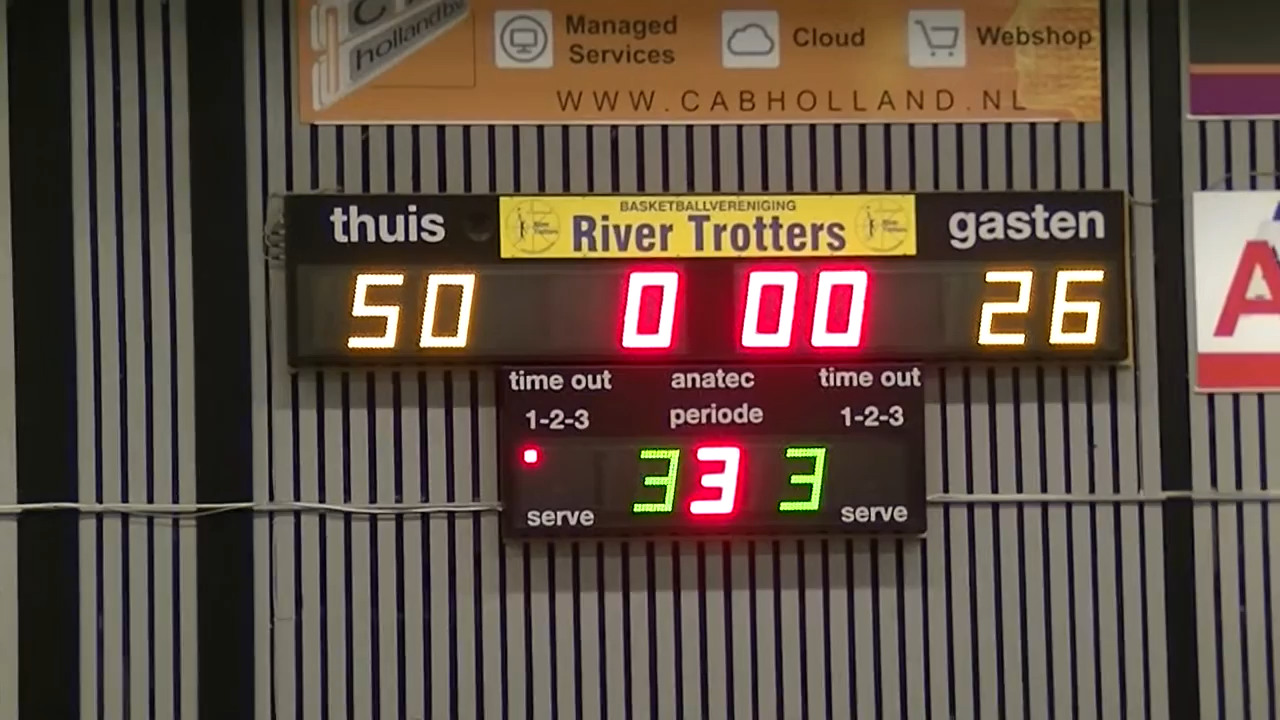 hollandbv
Managed
Services
Cloud
Webshop
WWW.CABHOLLAND.NL
thuis
BASKETBALLVERENIGING
River Trotters
gasten
50
0 00
26
time out
anatec
time out
1-2-3
periode
1-2-3
3
3
3
serve
serve
A